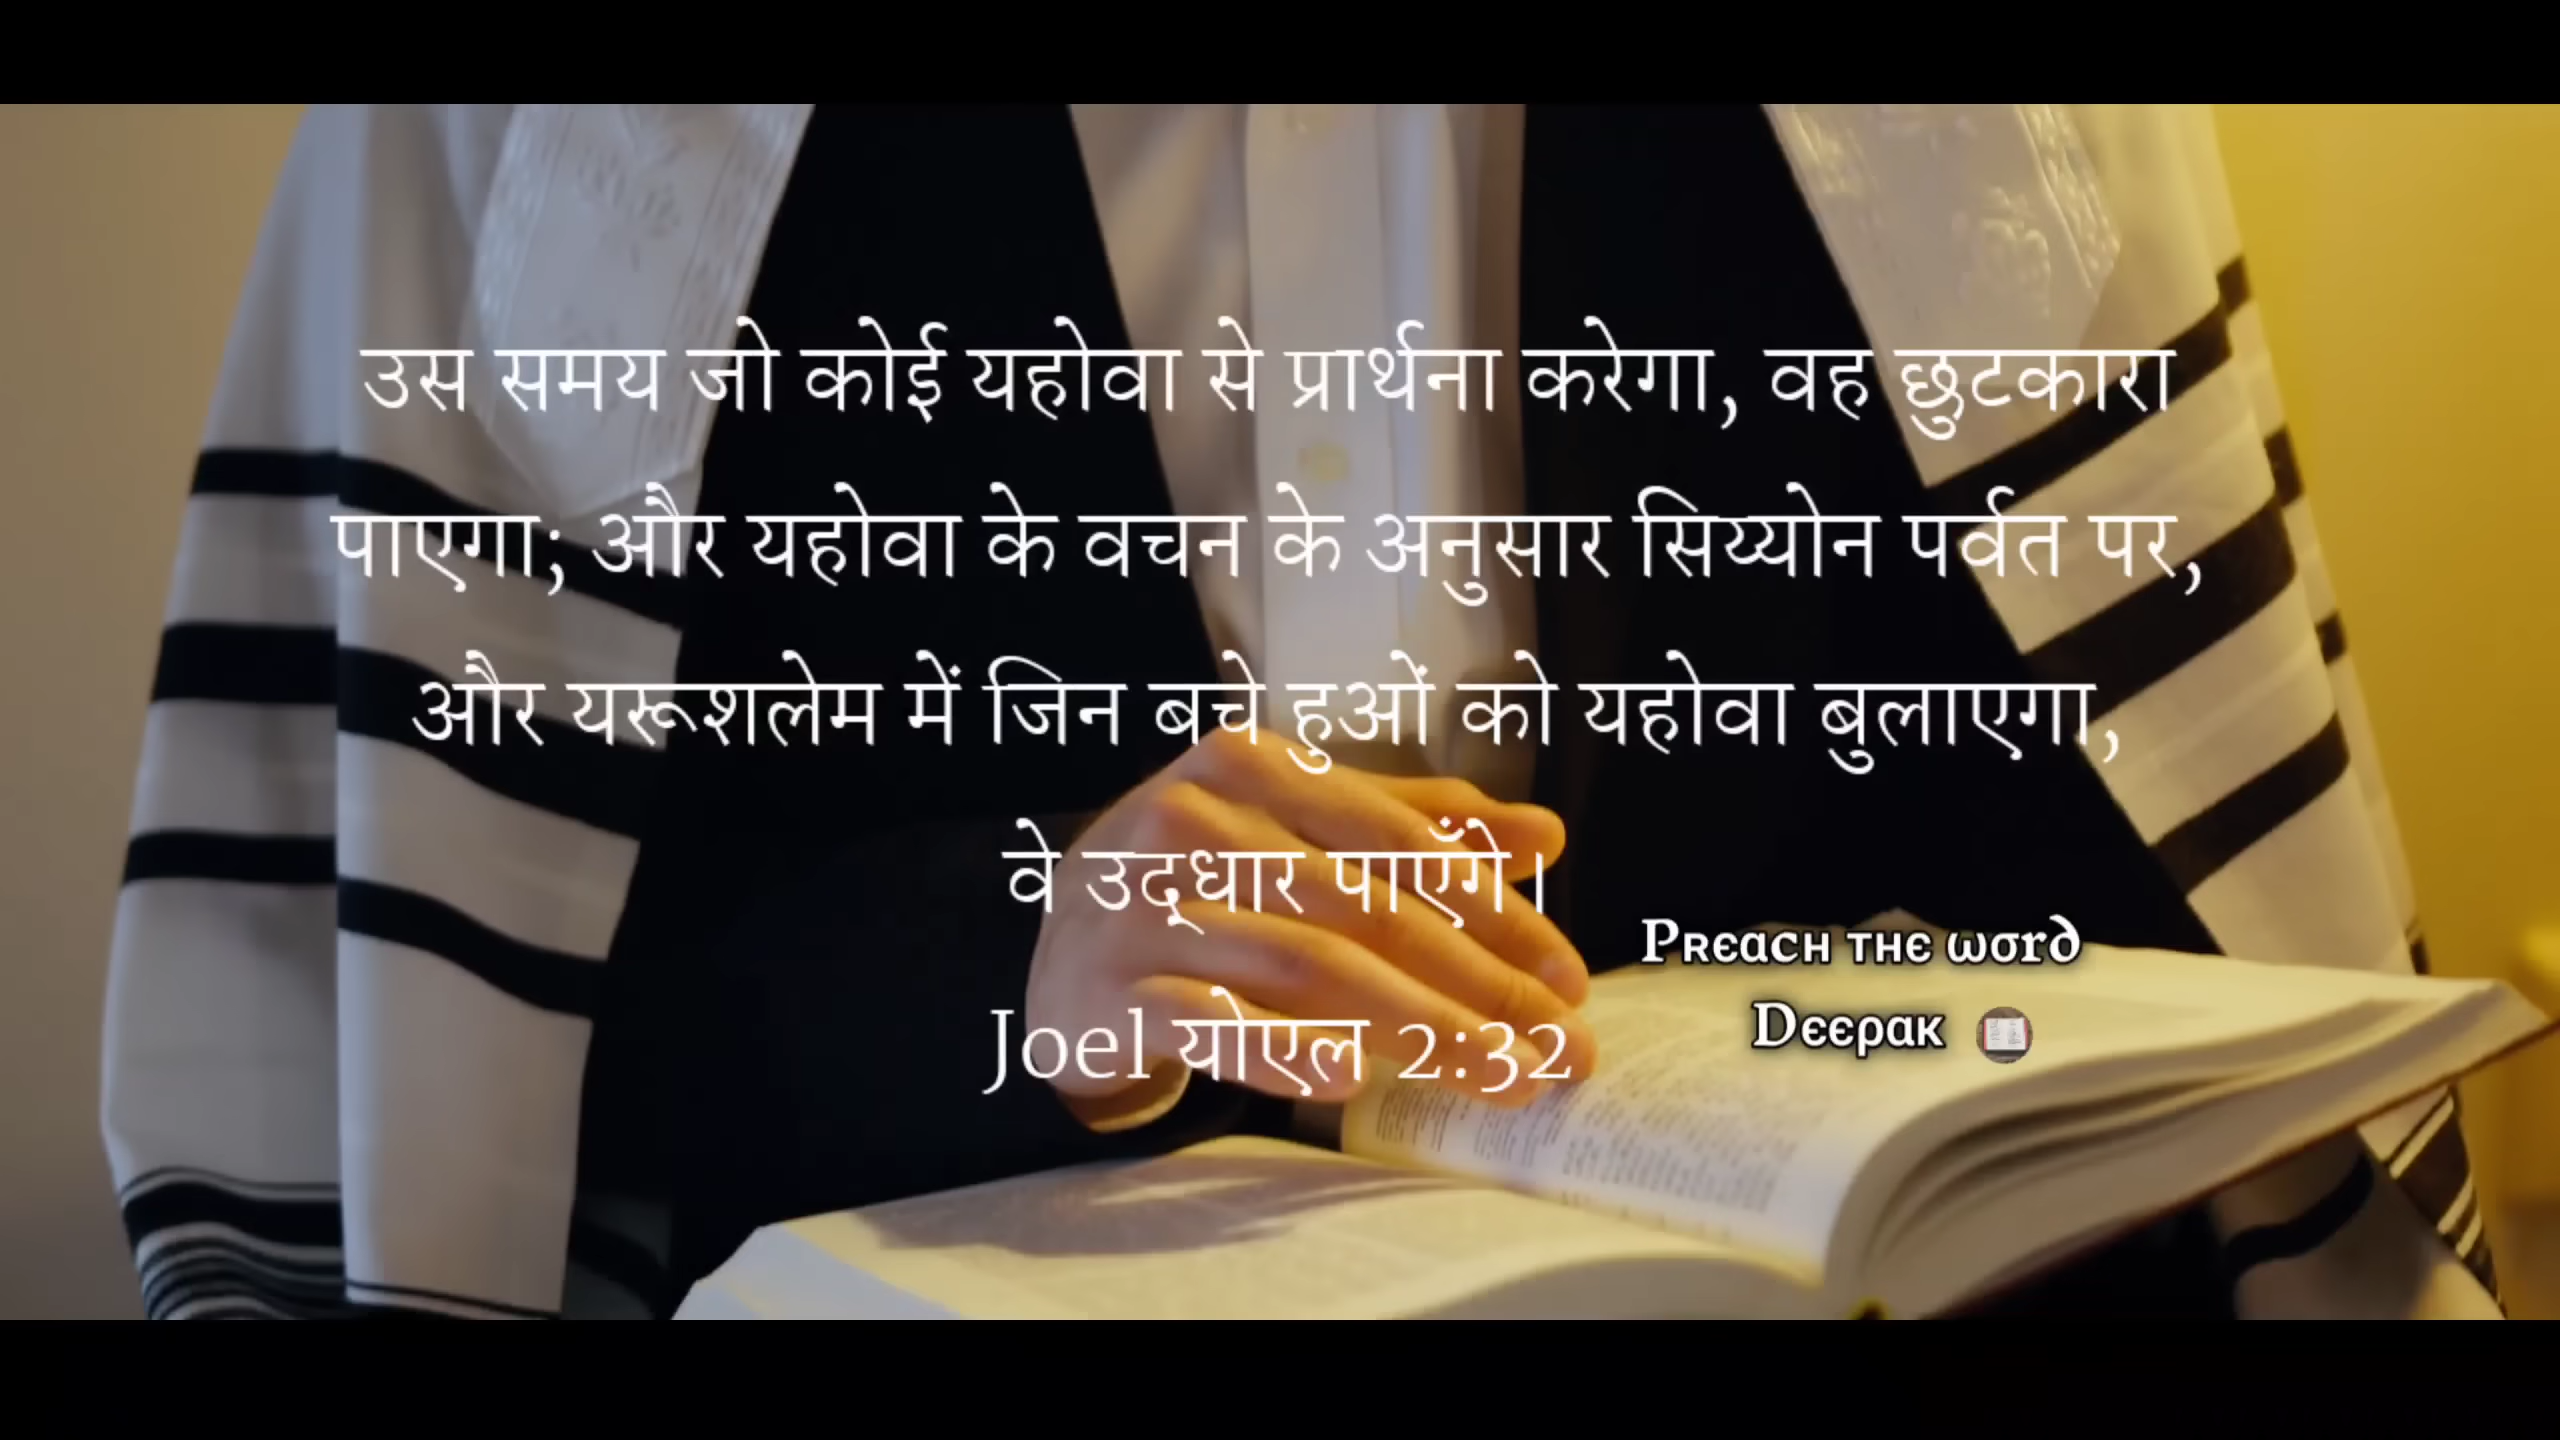 उस समय जो कोई यहोवा से प्रार्थना करेगा, वह छुटकारा
पाएगा; और यहोवा के वचन के अनुसार सिय्योन पर्वत पर,
और यरूशलेम में जिन बचे हुओं को यहोवा बुलाएगा,
वे उद्धार पाएँगे।
Joel योएल 2:32
Preach the word
Deepak